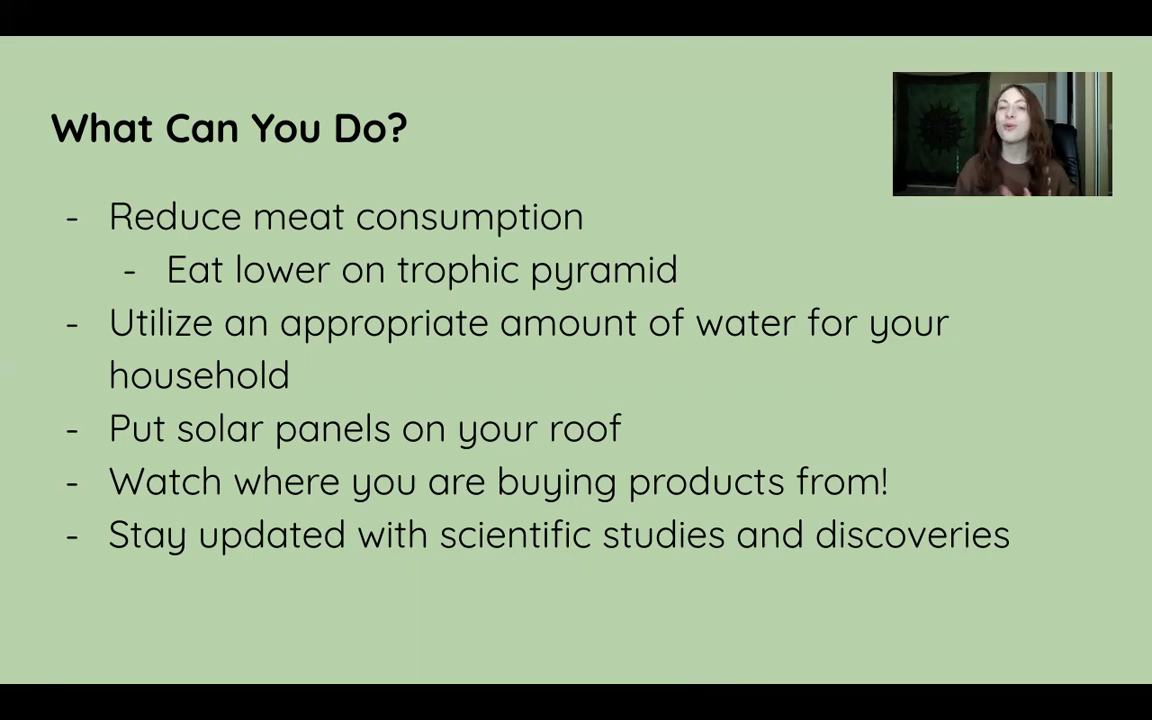 What Can You Do?
- Reduce meat consumption
- Eat lower on trophic pyramid
- Utilize an appropriate amount of water for your
household
- Put solar panels on your roof
- Watch where you are buying products from!
- Stay updated with scientific studies and discoveries